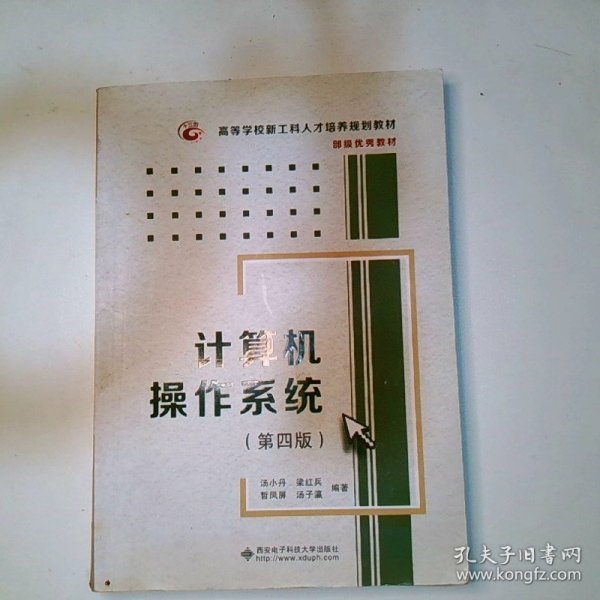 高等学校新工科人才培养规划教材
部级优秀教材
计算机
操作系统
(第四版)
汤小丹 梁红兵
哲凤屏 汤子瀛 编著
西安电子科技大学出版社
http://www.xduph.com
孔夫子旧书网
www.kongfz.com